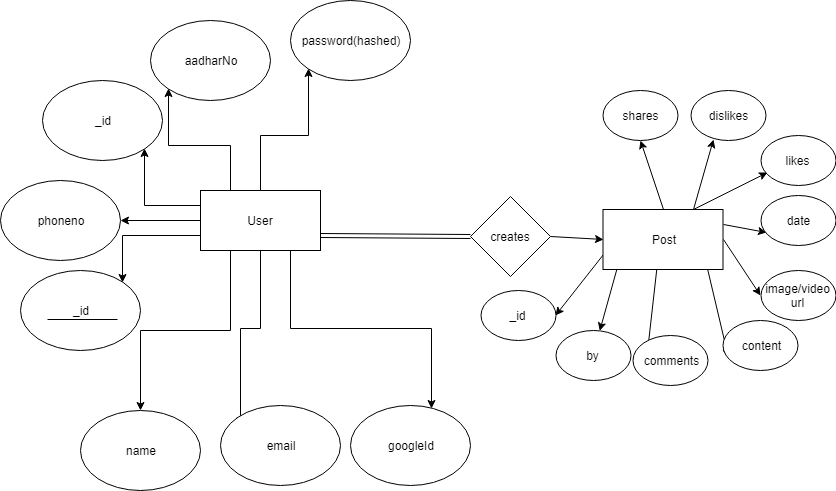 password(hashed)
aadharNo
_id
shares
dislikes
likes
phoneno
User
date
creates
Post
image/video
url
_id
_id
by
comments
content
name
email
googleId